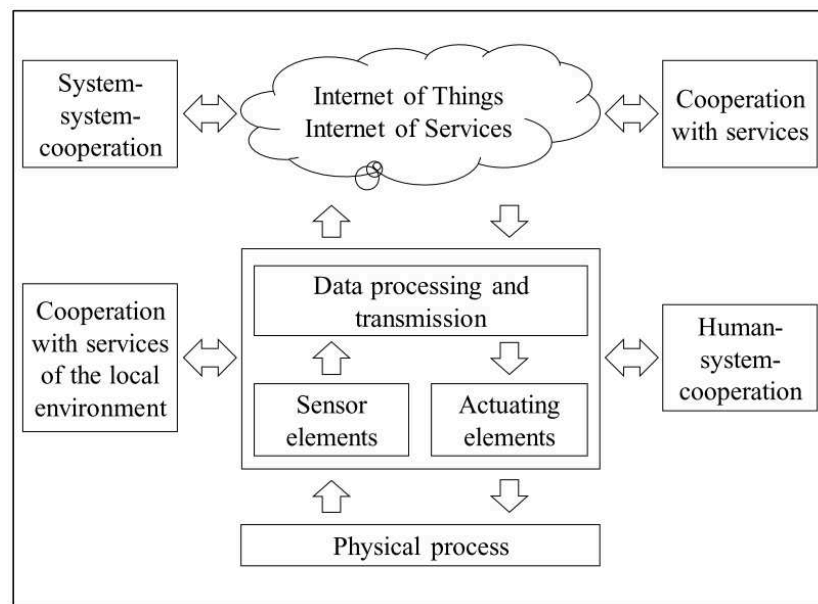 System-
system-
cooperation
Internet of Things
Internet of Services
Cooperation
with services
Cooperation
with services
of the local
environment
Data processing and
transmission
Sensor
elements
Actuating
elements
Human-
system-
cooperation
Physical process